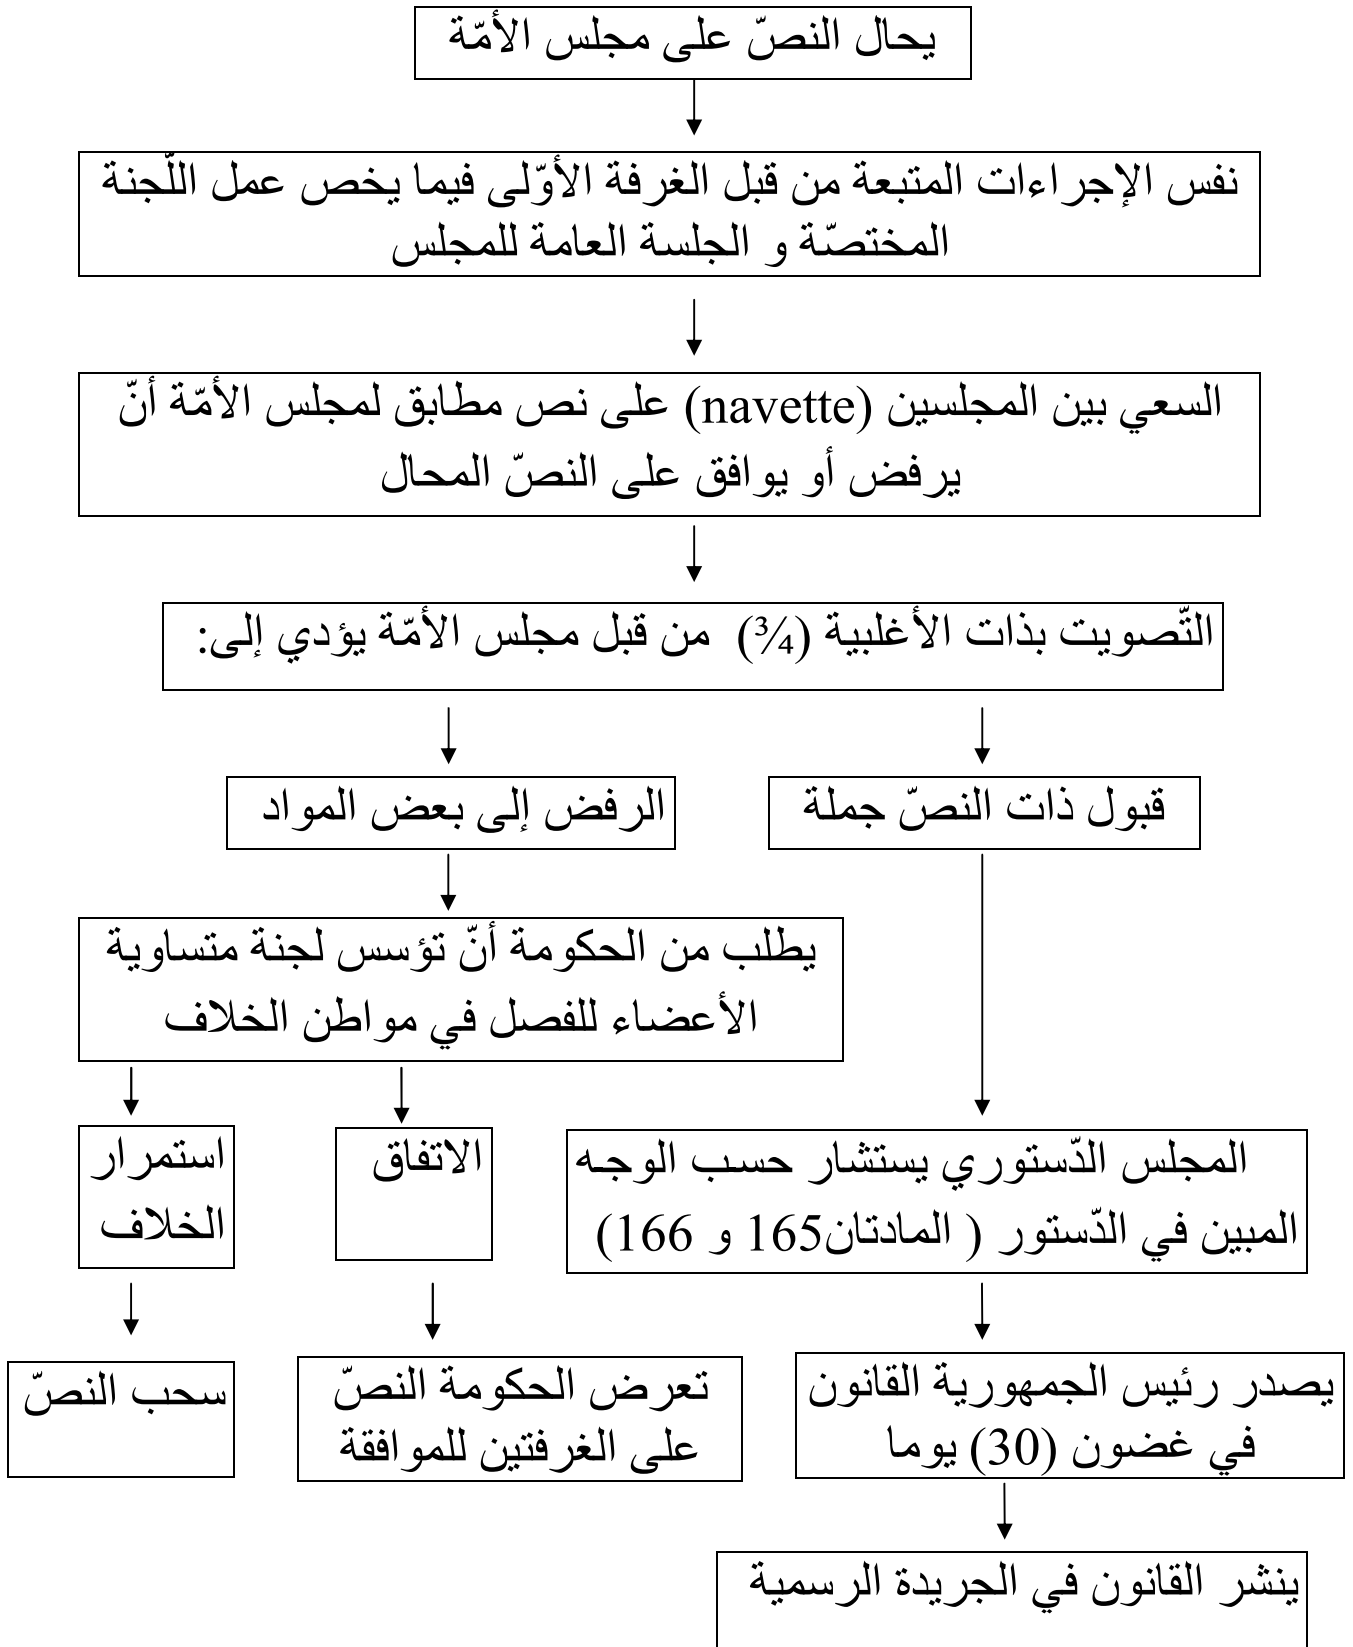 يحال النصّ على مجلس الأمّة
نفس الإجراءات المتبعة من قبل الغرفة الأوّلى فيما يخص عمل اللّجنة
المختصّة و الجلسة العامة للمجلس
السعي بين المجلسين (navette) على نص مطابق لمجلس الأمّة أنّ
يرفض أو يوافق على النصّ المحال
التّصويت بذات الأغلبية (¾) من قبل مجلس الأمّة يؤدي إلى:
قبول ذات النصّ جملة
الرفض إلى بعض المواد
يطلب من الحكومة أنّ تؤسس لجنة متساوية
الأعضاء للفصل في مواطن الخلاف
المجلس الدّستوري يستشار حسب الوجه
المبين في الدّستور ( المادتان165 و 166)
الاتفاق
استمرار
الخلاف
يصدر رئيس الجمهورية القانون
في غضون (30) يوما
تعرض الحكومة النصّ
على الغرفتين للموافقة
سحب النصّ
ينشر القانون في الجريدة الرسمية